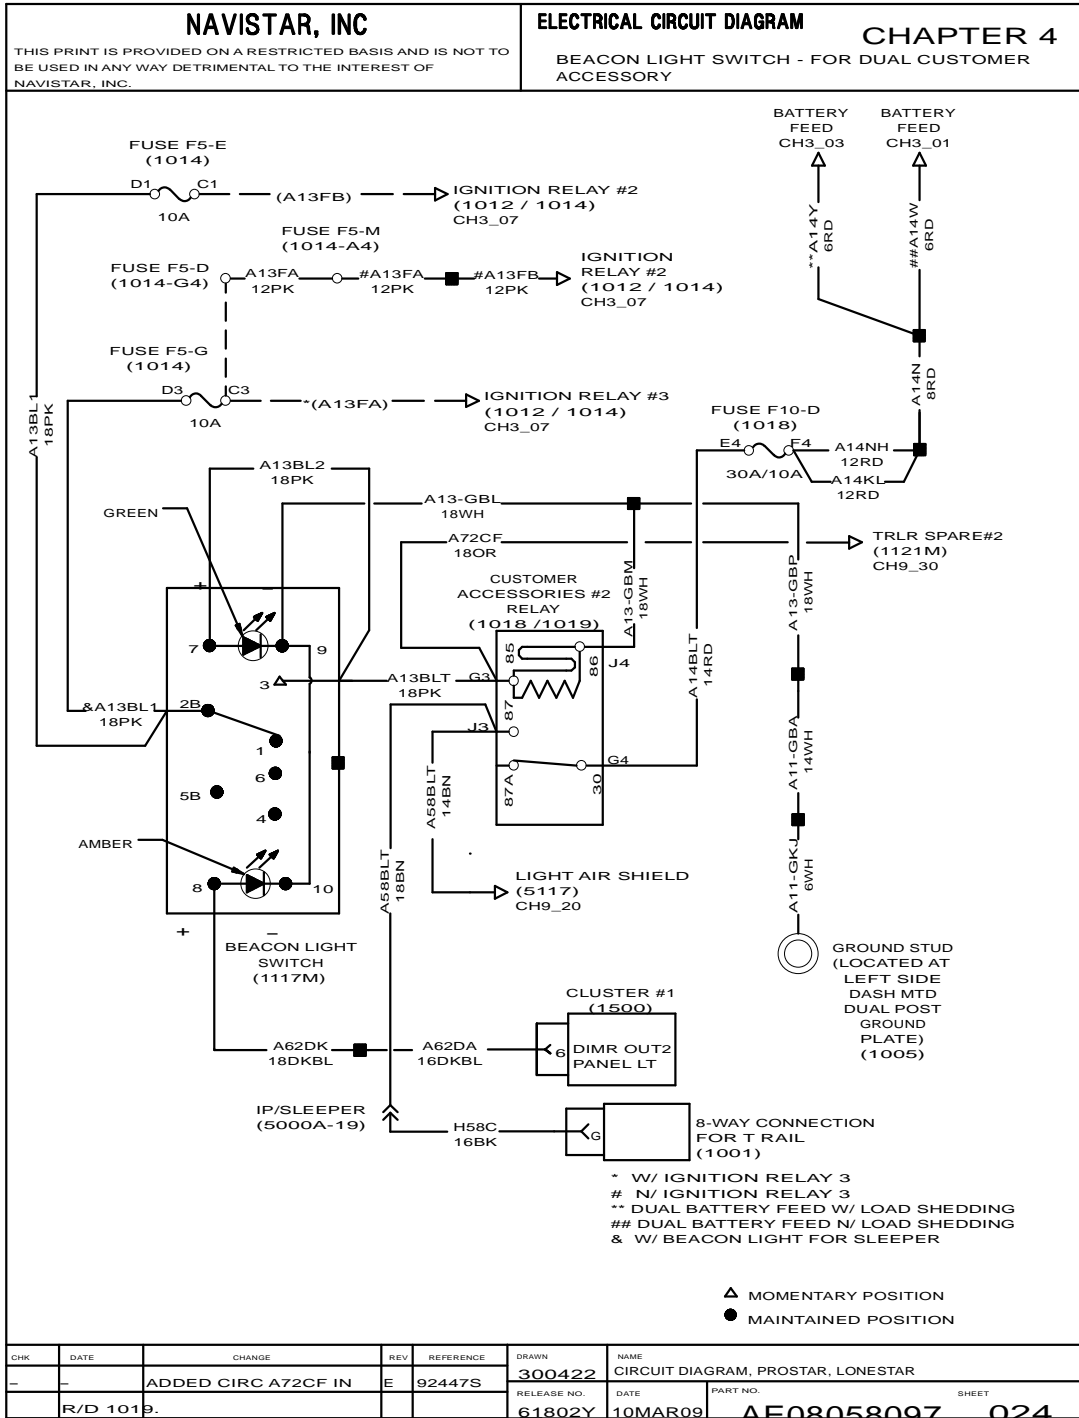 NAVISTAR, INC
THIS PRINT IS PROVIDED ON A RESTRICTED BASIS AND IS NOT TO
BE USED IN ANY WAY DETRIMENTAL TO THE INTEREST OF
NAVISTAR, INC.
ELECTRICAL CIRCUIT DIAGRAM
CHAPTER 4
BEACON LIGHT SWITCH - FOR DUAL CUSTOMER
ACCESSORY
BATTERY
FEED
CH3_03
BATTERY
FEED
CH3_01
**A14Y
6RD
##A14W
6RD
A14N
8RD
FUSE F5-E
(1014)
D1
C1
10A
(A13FB)
IGNITION RELAY #2
(1012 / 1014)
CH3_07
FUSE F5-M
(1014-A4)
FUSE F5-D
(1014-G4)
A13FA
12PK
#A13FA
12PK
#A13FB
12PK
IGNITION
RELAY #2
(1012 / 1014)
CH3_07
FUSE F5-G
(1014)
D3
C3
10A
*(A13FA)
IGNITION RELAY #3
(1012 / 1014)
CH3_07
A13BL1
18PK
FUSE F10-D
(1018)
E4
F4
30A/10A
A14NH
12RD
A14KL
12RD
A13BL2
18PK
A13-GBL
18WH
GREEN
A72CF
18OR
TRLR SPARE#2
(1121M)
CH9_30
CUSTOMER
ACCESSORIES #2
RELAY
(1018 /1019)
A13-GBM
18WH
A13-GBP
18WH
A14BLT
14RD
+
–
7
9
3
A13BLT
18PK
G3
85
86
J4
&A13BL1
18PK
2B
1
6
5B
4
J3
87
87A
30
G4
A11-GBA
14WH
A58BLT
14BN
AMBER
8
10
+
–
A58BLT
18BN
LIGHT AIR SHIELD
(5117)
CH9_20
A11-GKJ
6WH
BEACON LIGHT
SWITCH
(1117M)
GROUND STUD
(LOCATED AT
LEFT SIDE
DASH MTD
DUAL POST
GROUND
PLATE)
(1005)
CLUSTER #1
(1500)
A62DK
18DKBL
A62DA
16DKBL
6
DIMR OUT2
PANEL LT
IP/SLEEPER
(5000A-19)
H58C
16BK
G
8-WAY CONNECTION
FOR T RAIL
(1001)
* W/ IGNITION RELAY 3
# N/ IGNITION RELAY 3
** DUAL BATTERY FEED W/ LOAD SHEDDING
## DUAL BATTERY FEED N/ LOAD SHEDDING
& W/ BEACON LIGHT FOR SLEEPER
MOMENTARY POSITION
MAINTAINED POSITION
CHK DATE CHANGE REV REFERENCE
– – ADDED CIRC A72CF IN E 92447S
R/D 1019.
DRAWN
300422
NAME
CIRCUIT DIAGRAM, PROSTAR, LONESTAR
RELEASE NO.
61802Y
DATE
10MAR09
PART NO.
AE08058097
SHEET
024